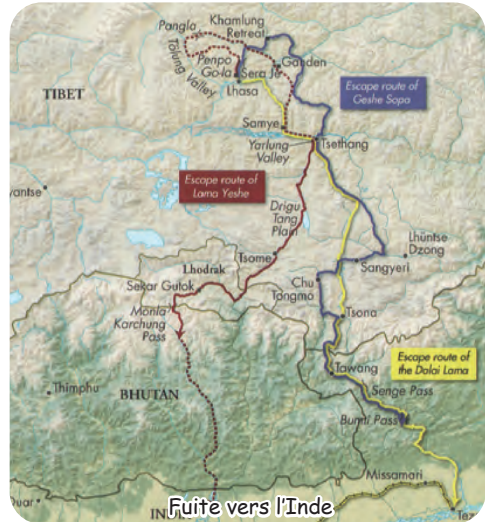 Khamlung
Retreat
Pangla
Penpo
Go-la
Tölung Valley
Sera Je
Ganden
Lhasa
Escape route of
Geshe Sopa
TIBET
Samye
Yarlung
Valley
Tsethang
Escape route of
Lama Yeshe
Drigu
Tang
Plain
Lhüntse
Dzong
Tsome
Sangyeri
Lhodrak
Chu
Tongmo
Sekar Gutok
Monla
Karchung
Pass
Tsona
Escape route of
the Dalai Lama
Tawang
Senge Pass
Thimphu
BHUTAN
Bumti Pass
Missamari
Fuite vers l'Inde